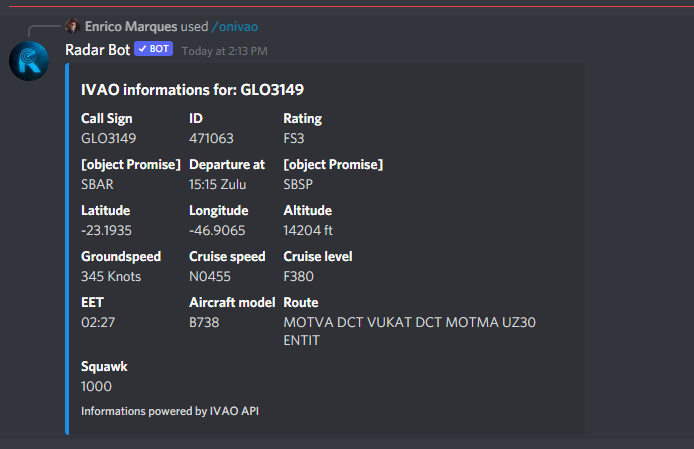 Enrico Marques used /onivao
Radar Bot ✓ BOT Today at 2:13 PM
IVAO informations for: GLO3149
Call Sign ID Rating
GLO3149 471063 FS3
[object Promise] Departure at [object Promise]
SBAR 15:15 Zulu SBSP
Latitude Longitude Altitude
-23.1935 -46.9065 14204 ft
Groundspeed Cruise speed Cruise level
345 Knots N0455 F380
EET Aircraft model Route
02:27 B738 MOTVA DCT VUKAT DCT MOTMA UZ30
ENTIT
Squawk
1000
Informations powered by IVAO API